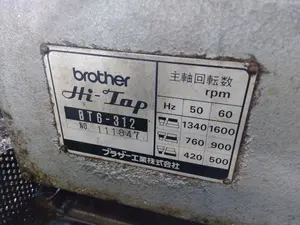 brother
Hi-Tap
BT6-312
NO. 111847
ブラザー工業株式会社
主軸回転数
rpm
Hz 50 60
1340 1600
760 900
420 500